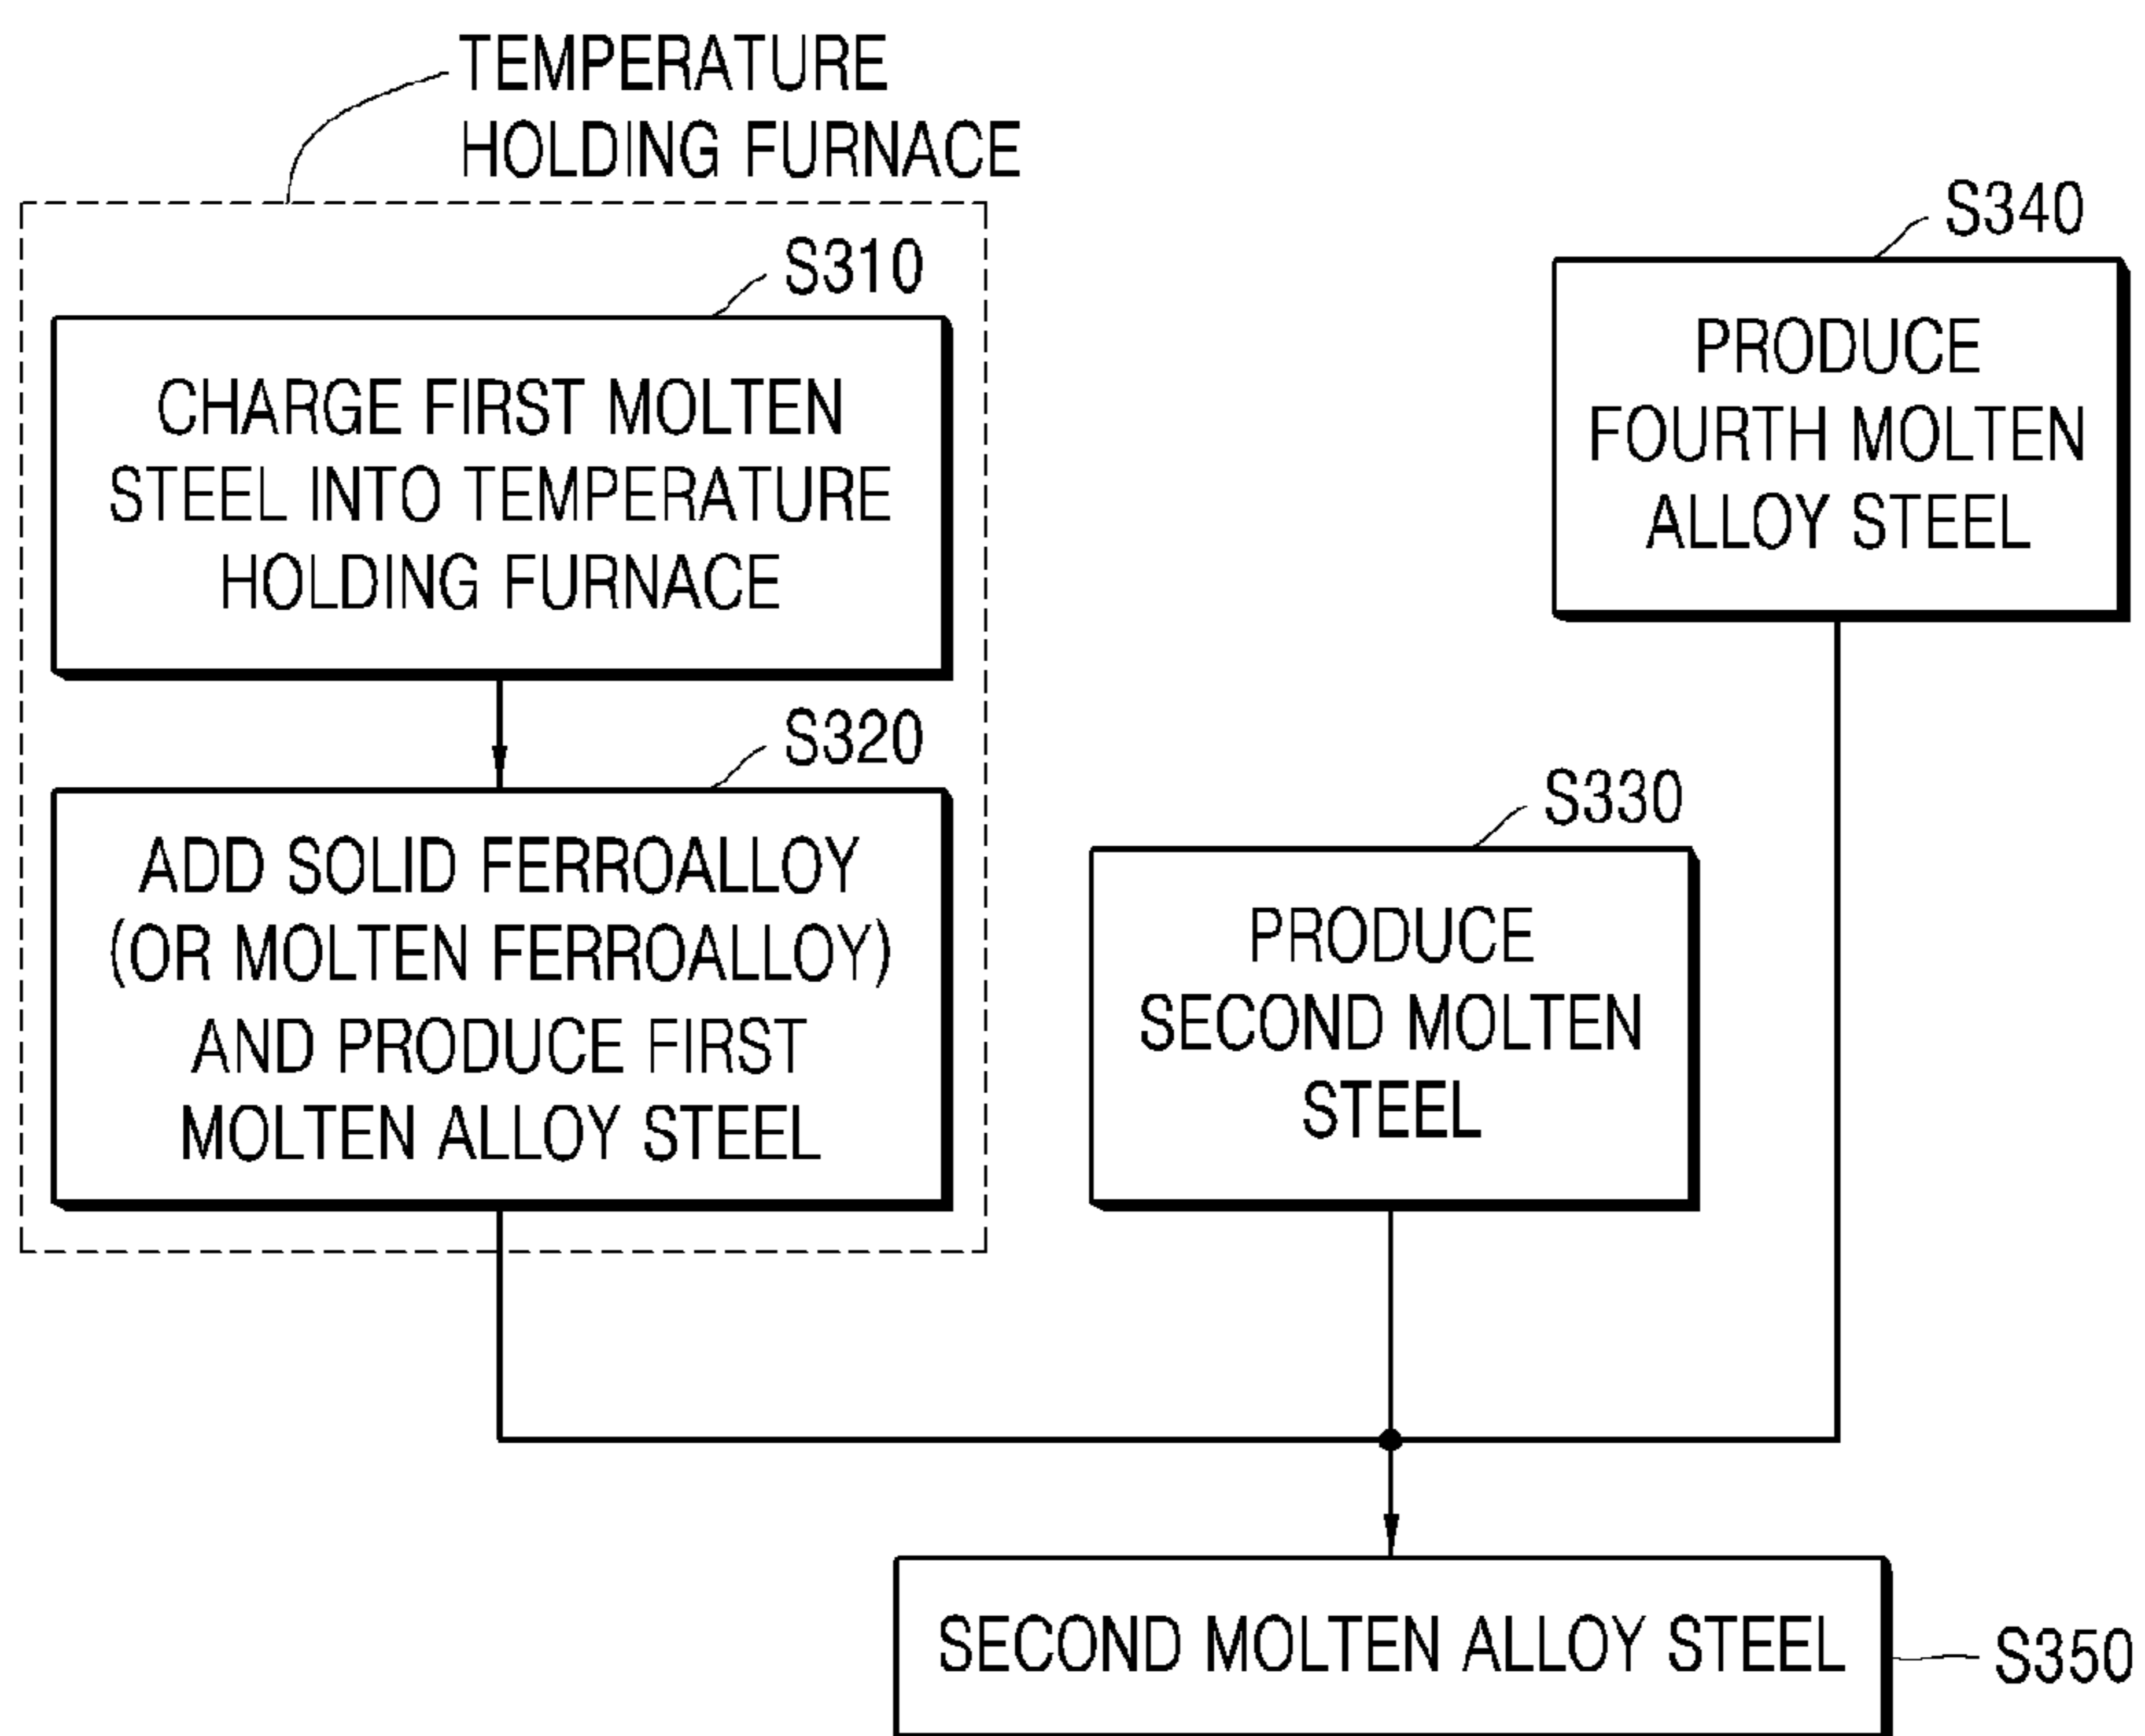 TEMPERATURE
HOLDING FURNACE
S310
CHARGE FIRST MOLTEN
STEEL INTO TEMPERATURE
HOLDING FURNACE
S320
ADD SOLID FERROALLOY
(OR MOLTEN FERROALLOY)
AND PRODUCE FIRST
MOLTEN ALLOY STEEL
S330
PRODUCE
SECOND MOLTEN
STEEL
S340
PRODUCE
FOURTH MOLTEN
ALLOY STEEL
SECOND MOLTEN ALLOY STEEL
S350